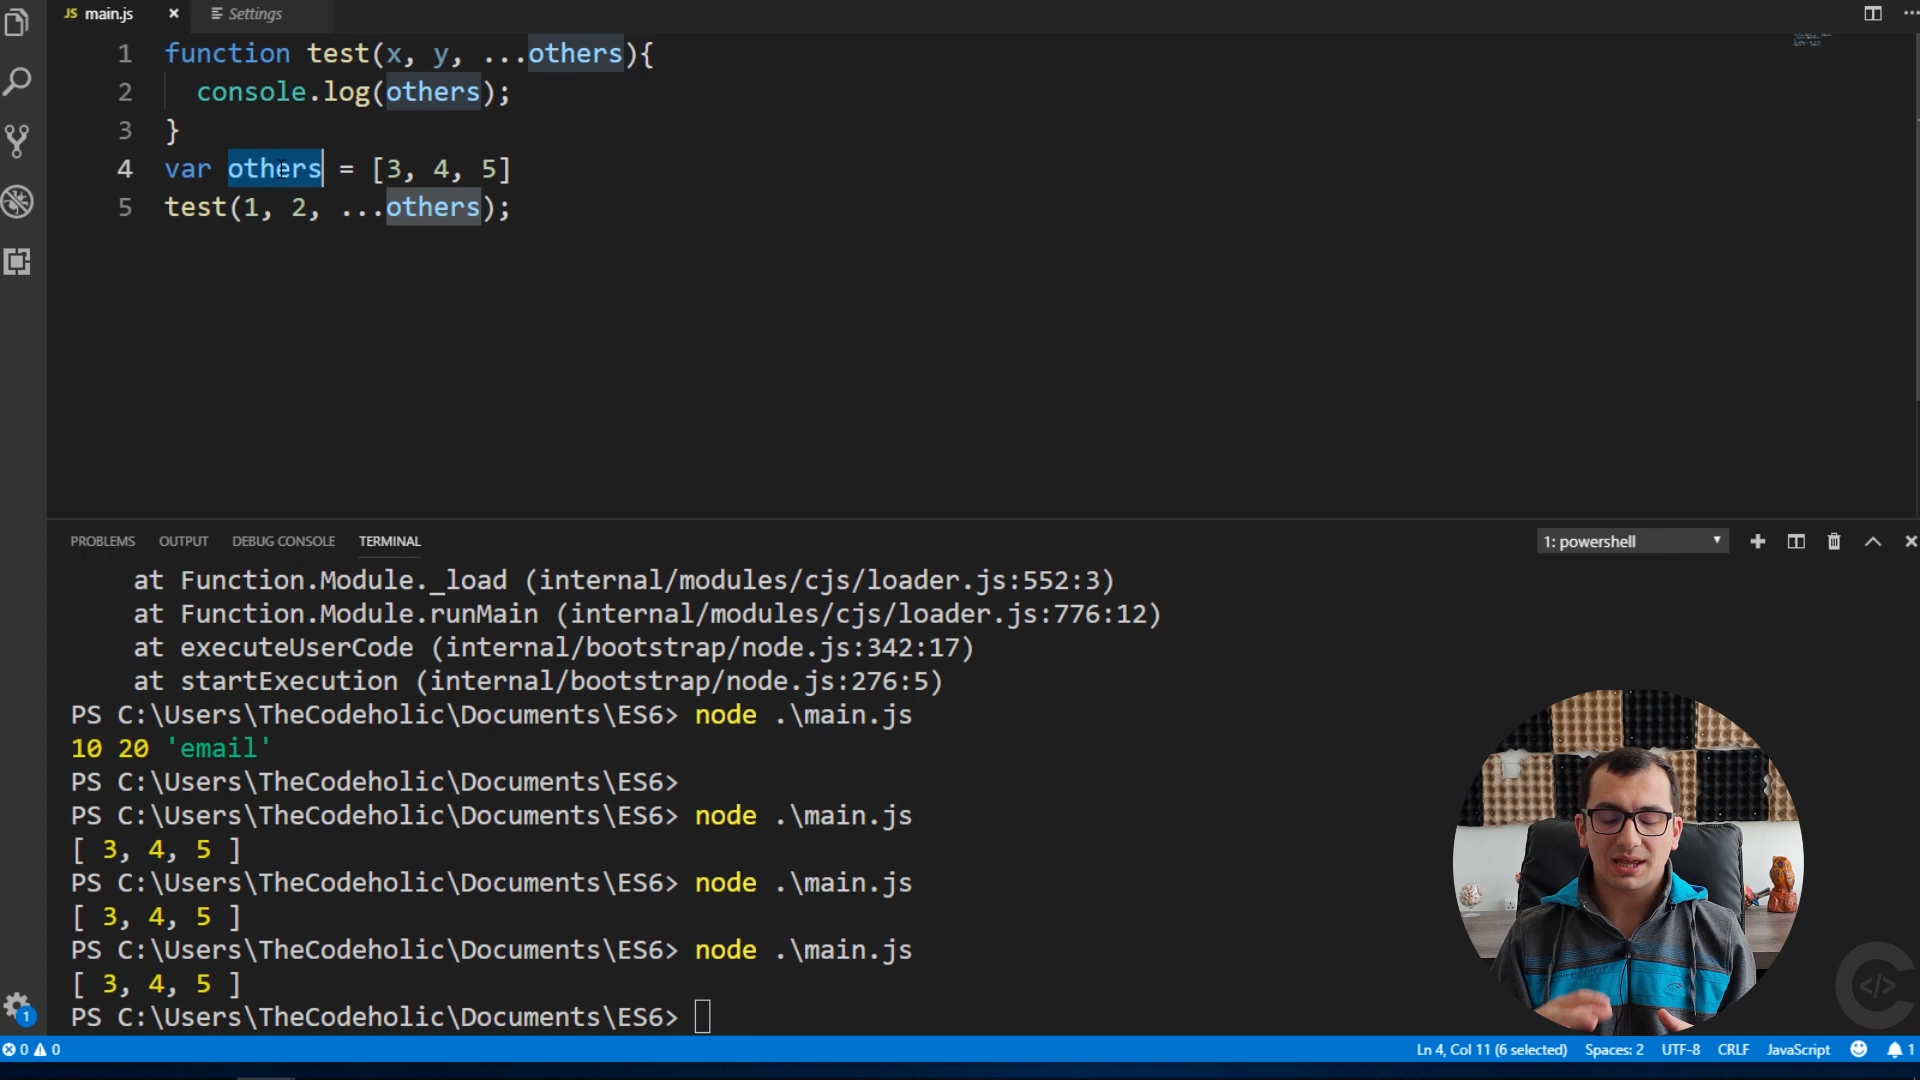 JS main.js × Settings
1 function test(x, y, ...others){
2 console.log(others);
3 }
4 var others = [3, 4, 5]
5 test(1, 2, ...others);
PROBLEMS OUTPUT DEBUG CONSOLE TERMINAL 1: powershell
at Function.Module._load (internal/modules/cjs/loader.js:552:3)
at Function.Module.runMain (internal/modules/cjs/loader.js:776:12)
at executeUserCode (internal/bootstrap/node.js:342:17)
at startExecution (internal/bootstrap/node.js:276:5)
PS C:\Users\TheCodeholic\Documents\ES6> node .\main.js
10 20 'email'
PS C:\Users\TheCodeholic\Documents\ES6>
PS C:\Users\TheCodeholic\Documents\ES6> node .\main.js
[ 3, 4, 5 ]
PS C:\Users\TheCodeholic\Documents\ES6> node .\main.js
[ 3, 4, 5 ]
PS C:\Users\TheCodeholic\Documents\ES6> node .\main.js
[ 3, 4, 5 ]
PS C:\Users\TheCodeholic\Documents\ES6>
1
0 0 Ln 4, Col 11 (6 selected) Spaces: 2 UTF-8 CRLF JavaScript 1